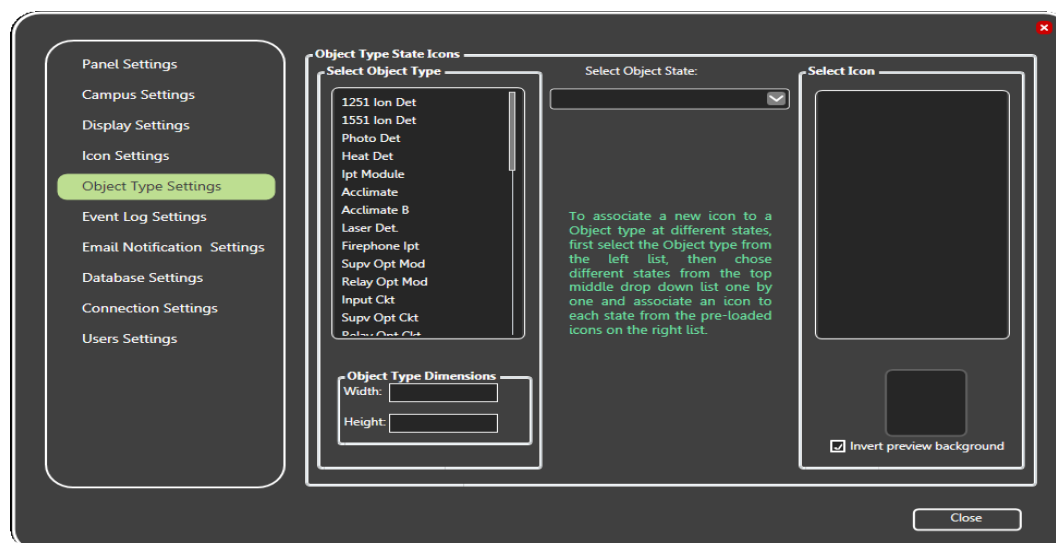 Panel Settings
Campus Settings
Display Settings
Icon Settings
Object Type Settings
Event Log Settings
Email Notification Settings
Database Settings
Connection Settings
Users Settings
Object Type State Icons
Select Object Type
1251 Ion Det
1551 Ion Det
Photo Det
Heat Det
Ipt Module
Acclimate
Acclimate B
Laser Det.
Firephone Ipt
Supv Opt Mod
Relay Opt Mod
Input Ckt
Supv Opt Ckt
Relay Opt Ckt
Object Type Dimensions
Width:
Height:
Select Object State:
To associate a new icon to a
Object type at different states,
first select the Object type from
the left list, then chose
different states from the top
middle drop down list one by
one and associate an icon to
each state from the pre-loaded
icons on the right list.
Select Icon
Invert preview background
Close